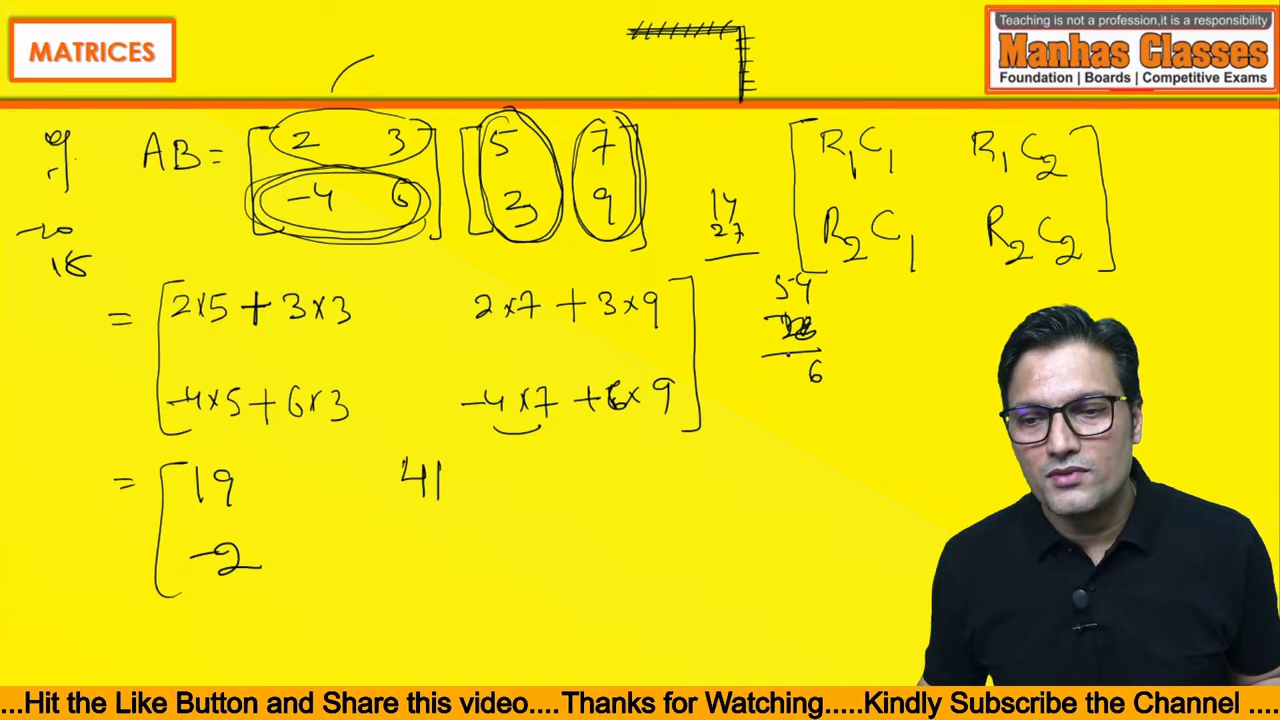 MATRICES
Teaching is not a profession,it is a responsibility
Manhas Classes
Foundation | Boards | Competitive Exams
eg. AB = [2 3 [5 7 [R₁C₁ R₁C₂
-4 6] 3 9] R₂C₁ R₂C₂]
9
-20
18
14
27
= [2×5 + 3×3 2×7 + 3×9
-4×5 + 6×3 -4×7 + 6×9]
54
6
= [19 41
-2
...Hit the Like Button and Share this video....Thanks for Watching.....Kindly Subscribe the Channel ....